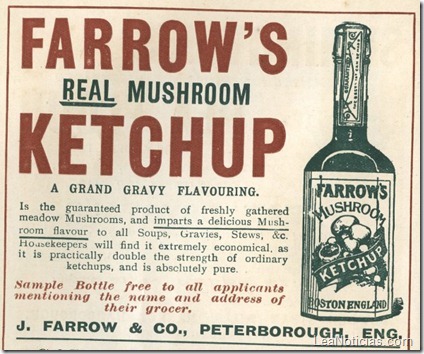 FARROW'S
REAL MUSHROOM
KETCHUP
A GRAND GRAVY FLAVOURING.
Is the guaranteed product of freshly gathered
meadow Mushrooms, and imparts a delicious Mush-
room flavour to all Soups, Gravies, Stews, &c.
Housekeepers will find it extremely economical, as
it is practically double the strength of ordinary
ketchups, and is absolutely pure.
Sample Bottle free to all applicants
mentioning the name and address of
their grocer.
FARROW'S
MUSHROOM
KETCHUP
BOSTON ENGLAND
J. FARROW & CO., PETERBOROUGH, ENG.
LeaNoticias.com